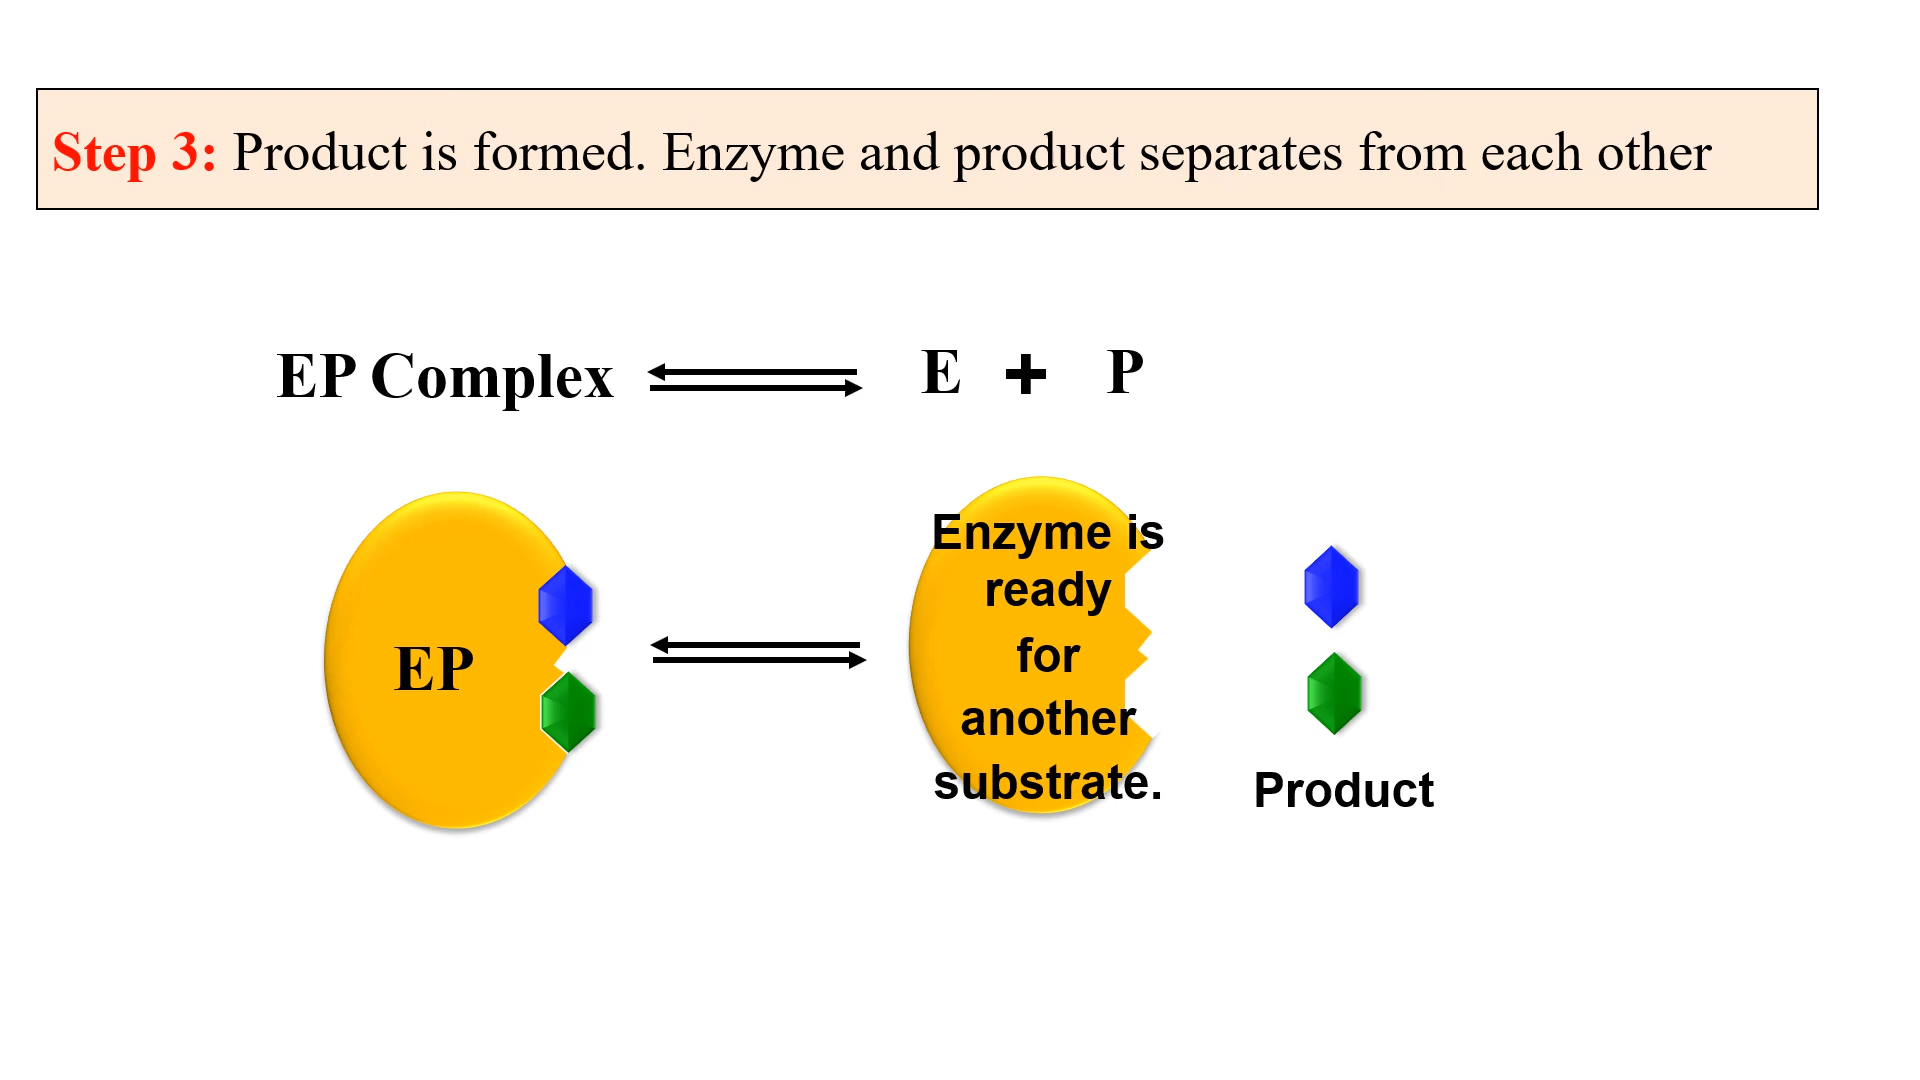 Step 3: Product is formed. Enzyme and product separates from each other
EP Complex E + P
EP
Enzyme is
ready
for
another
substrate.
Product